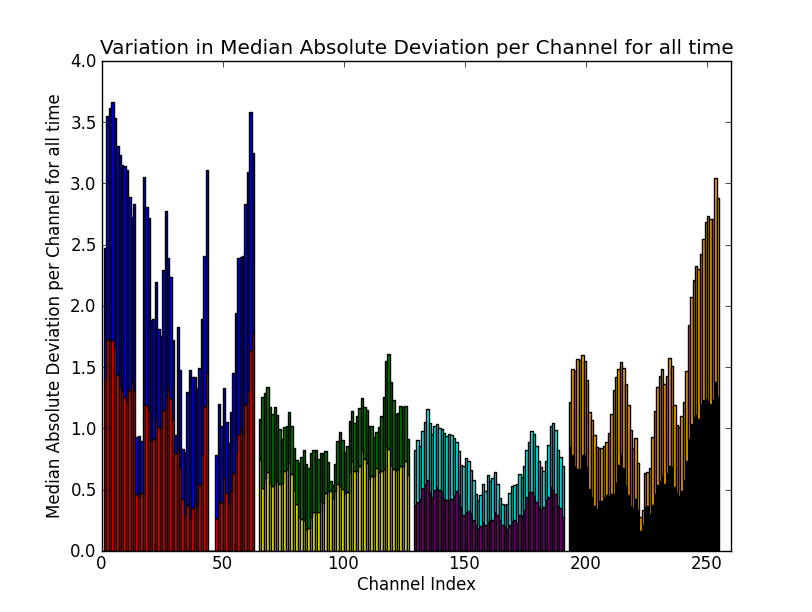 Variation in Median Absolute Deviation per Channel for all time
Median Absolute Deviation per Channel for all time
4.0
3.5
3.0
2.5
2.0
1.5
1.0
0.5
0.0
0 50 100 150 200 250
Channel Index